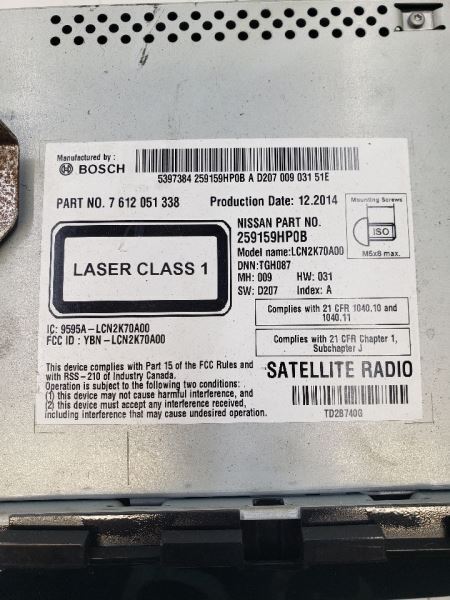 Manufactured by :
BOSCH
5397384 259159HP0B A D207 009 031 51E
PART NO. 7 612 051 338
Production Date: 12.2014
Mounting Screws
ISO
M5x8 max.
NISSAN PART NO.
259159HP0B
Model name:LCN2K70A00
DNN:TGH087
MH: 009 HW: 031
SW: D207 Index: A
LASER CLASS 1
Complies with 21 CFR 1040.10 and
1040.11
IC: 9595A-LCN2K70A00
FCC ID : YBN-LCN2K70A00
Complies with 21 CFR Chapter 1,
Subchapter J
This device complies with Part 15 of the FCC Rules and
with RSS-210 of Industry Canada.
Operation is subject to the following two conditions:
(1) this device may not cause harmful interference, and
(2) this device must accept any interference received,
including interference that may cause undesired operation.
SATELLITE RADIO
TD28740G